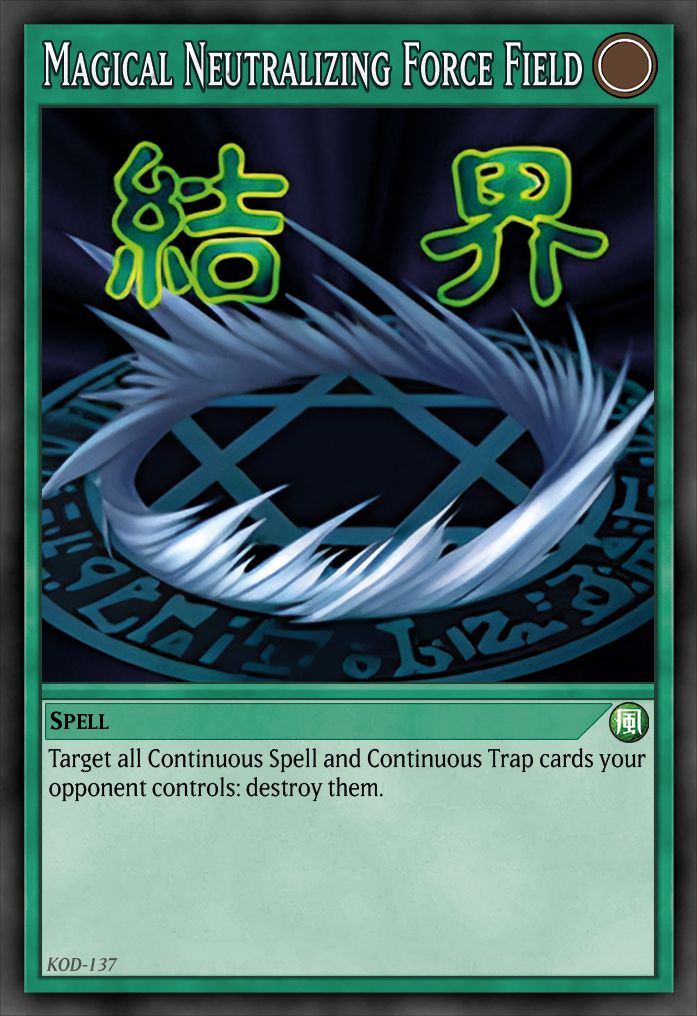 Magical Neutralizing Force Field
結界
Spell
風
Target all Continuous Spell and Continuous Trap cards your
opponent controls: destroy them.
KOD-137